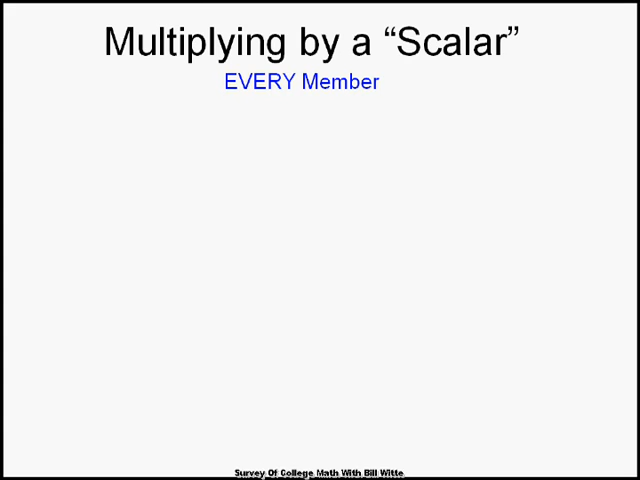 Multiplying by a “Scalar”
EVERY Member
Survey Of College Math With Bill Witte